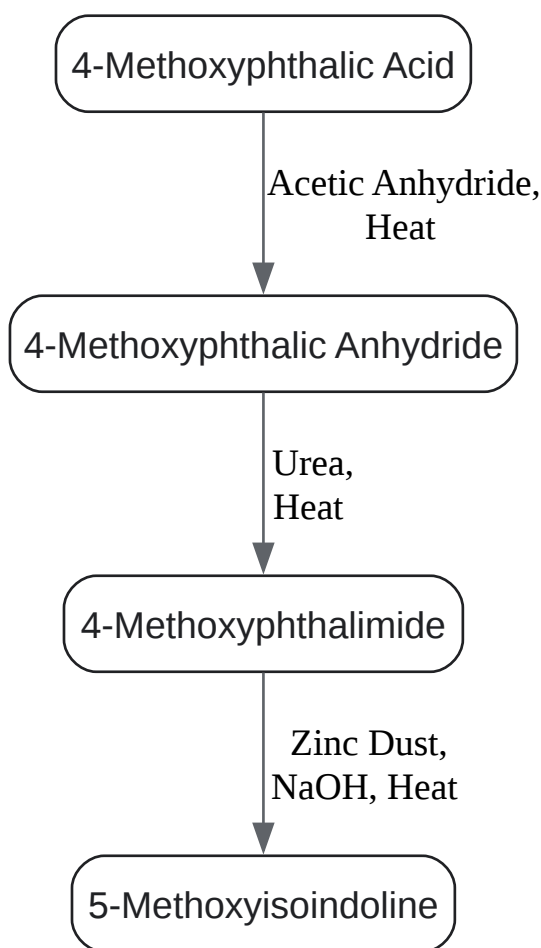 4-Methoxyphthalic Acid
Acetic Anhydride,
Heat
4-Methoxyphthalic Anhydride
Urea,
Heat
4-Methoxyphthalimide
Zinc Dust,
NaOH, Heat
5-Methoxyisoindoline